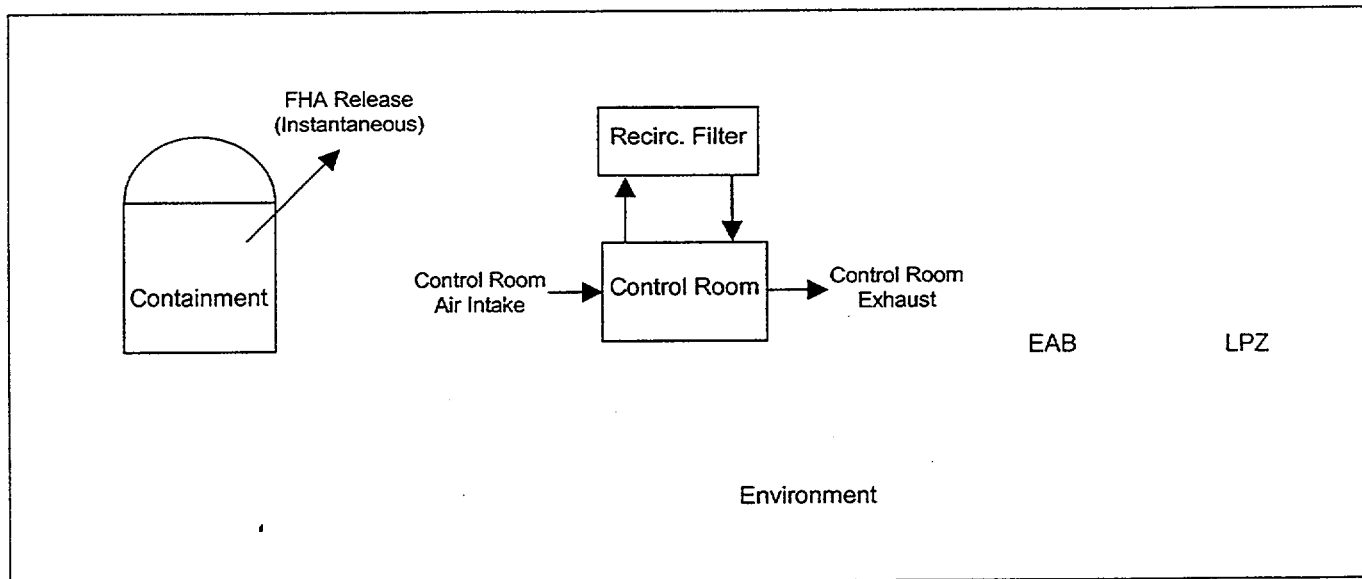 FHA Release
(Instantaneous)
Recirc. Filter
Containment
Control Room
Air Intake
Control Room
Control Room
Exhaust
EAB
LPZ
Environment